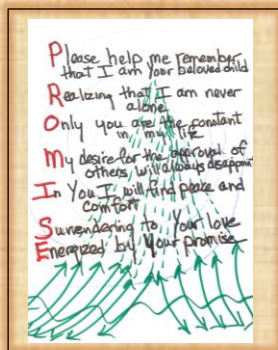 Please help me remember
that I am Your beloved child
Realizing that I am never
alone
Only you are the constant
in my life
My desire for the approval of
others, will always disappoint
In You I will find peace and
comfort
Surrendering to Your love
Energized by Your promise